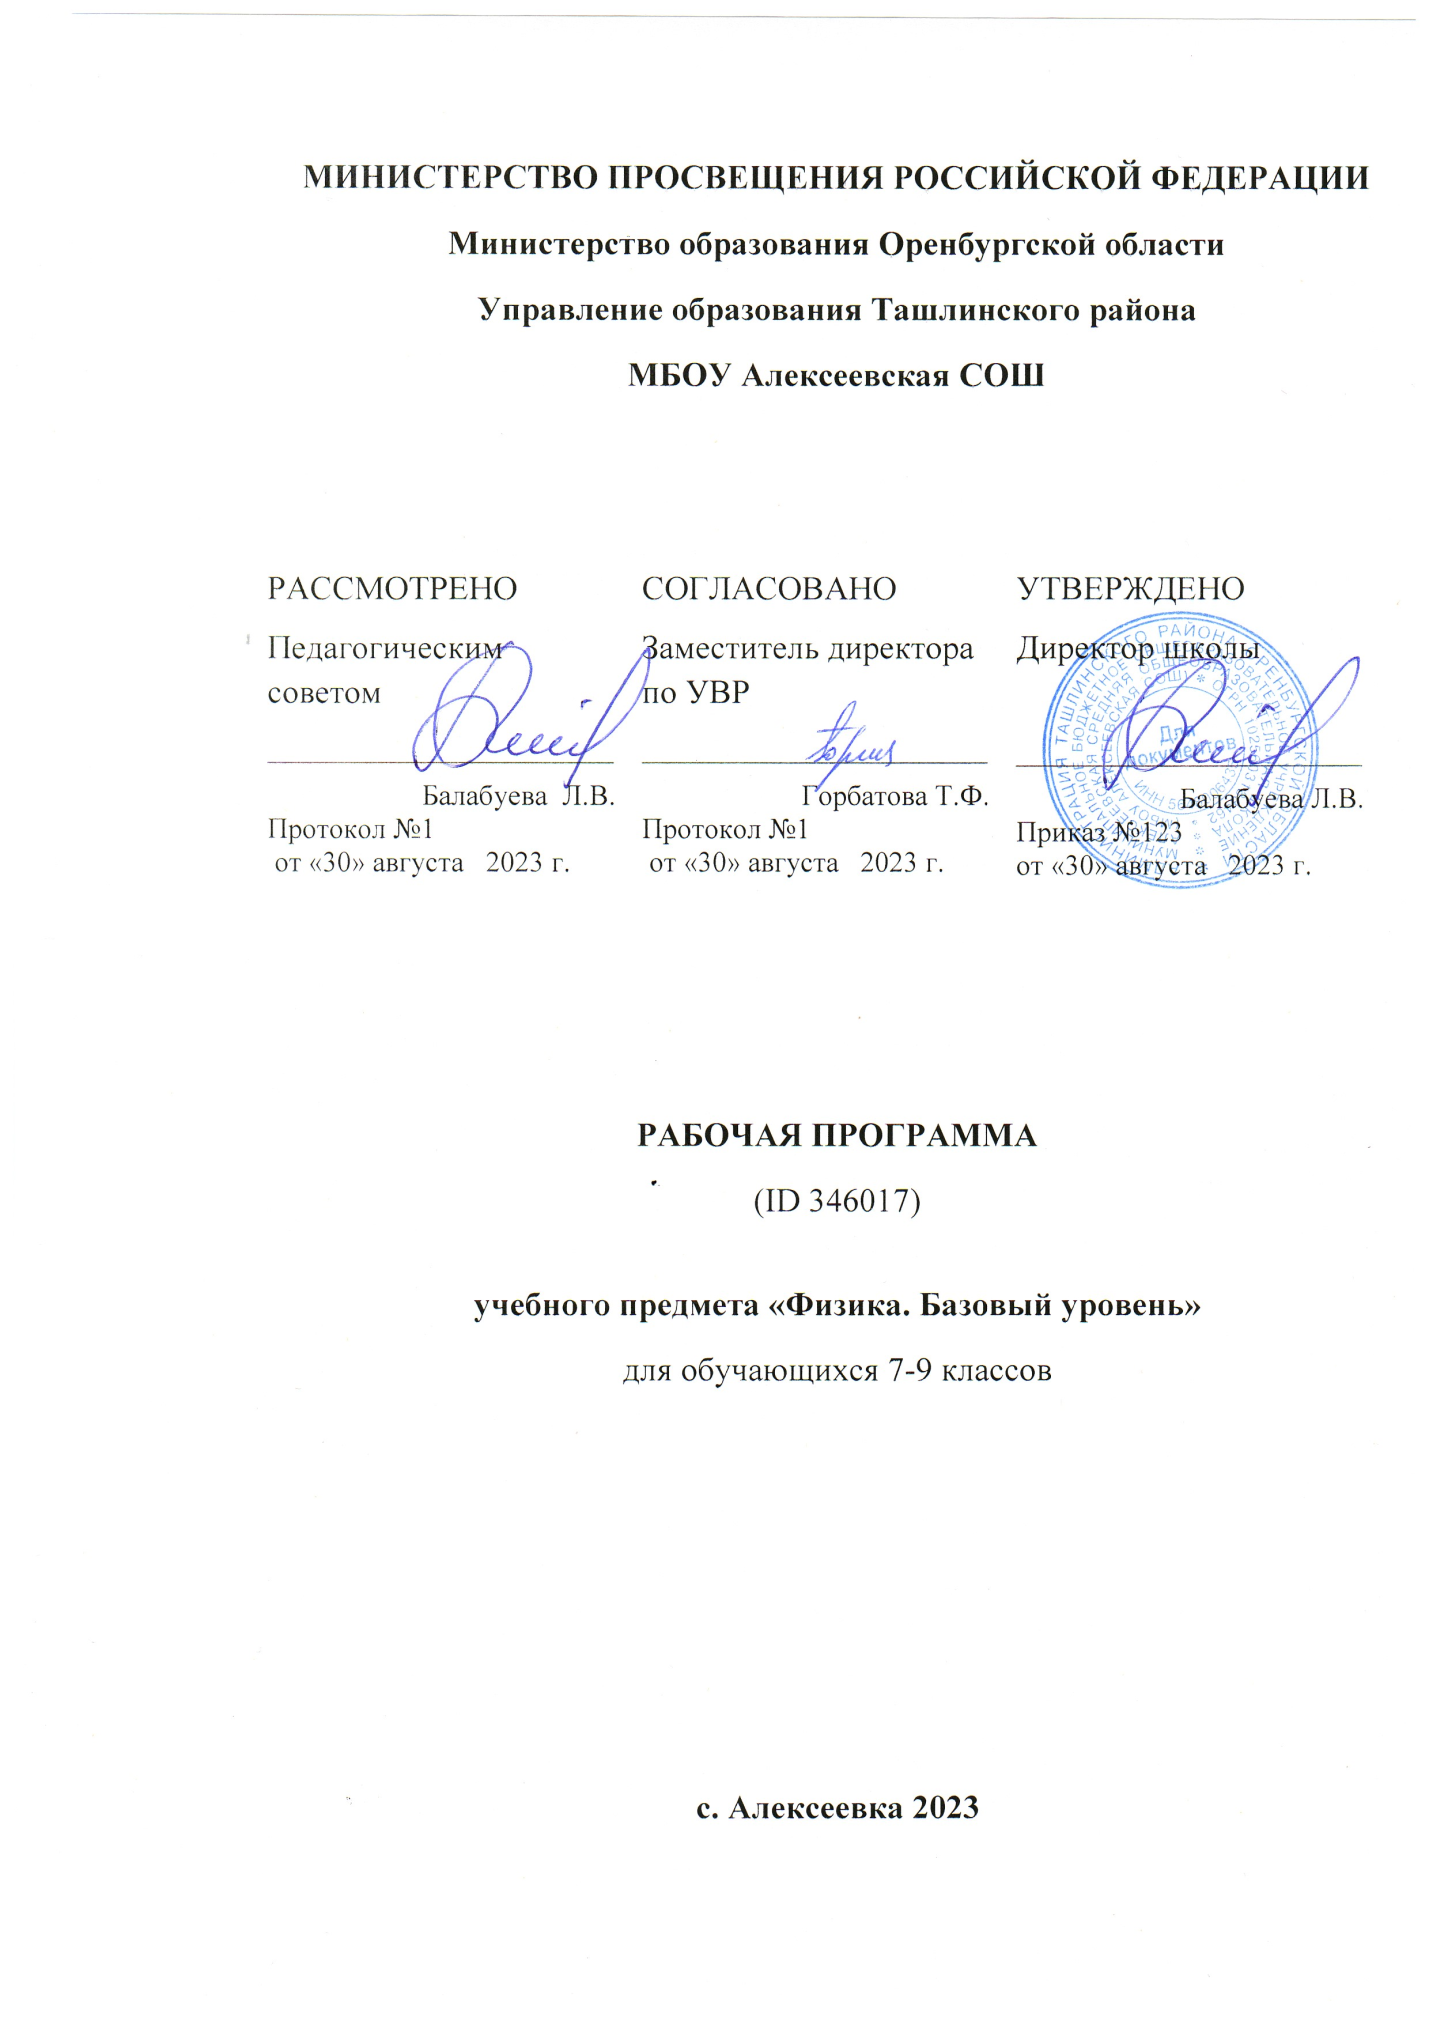 МИНИСТЕРСТВО ПРОСВЕЩЕНИЯ РОССИЙСКОЙ ФЕДЕРАЦИИ
Министерство образования Оренбургской области
Управление образования Ташлинского района
МБОУ Алексеевская СОШ
РАССМОТРЕНО
Педагогическим
советом
Балабуева Л.В.
Протокол №1
от «30» августа 2023 г.
СОГЛАСОВАНО
Заместитель директора
по УВР
Горбатова Т.Ф.
Протокол №1
от «30» августа 2023 г.
УТВЕРЖДЕНО
Директор школы
Для
документов
Балабуева Л.В.
Приказ №123
от «30» августа 2023 г.
РАБОЧАЯ ПРОГРАММА
(ID 346017)
учебного предмета «Физика. Базовый уровень»
для обучающихся 7-9 классов
с. Алексеевка 2023